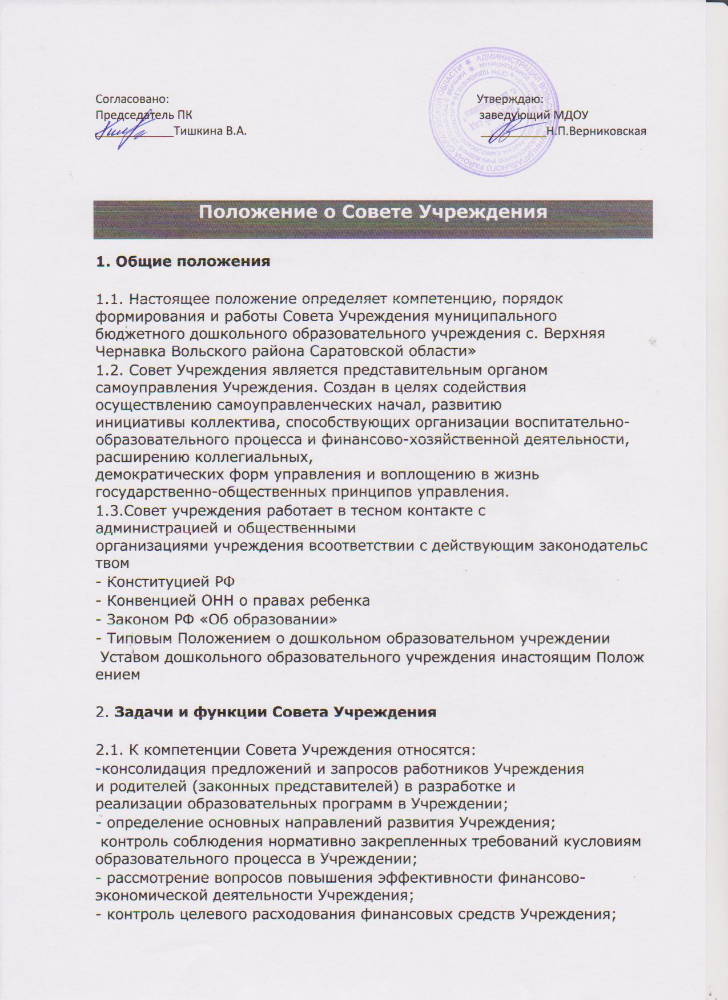 Согласовано:
Утверждаю:
Председатель ПК
заведующий МДОУ
____________Тишкина В.А.
__________Н.П.Верниковская
АДМИНИСТРАЦИЯ ВОЛЬСКОГО МУНИЦИПАЛЬНОГО РАЙОНА САРАТОВСКОЙ ОБЛАСТИ
Положение о Совете Учреждения
1. Общие положения
1.1. Настоящее положение определяет компетенцию, порядок
формирования и работы Совета Учреждения муниципального
бюджетного дошкольного образовательного учреждения с. Верхняя
Чернавка Вольского района Саратовской области»
1.2. Совет Учреждения является представительным органом
самоуправления Учреждения. Создан в целях содействия
осуществлению самоуправленческих начал, развитию
инициативы коллектива, способствующих организации воспитательно-
образовательного процесса и финансово-хозяйственной деятельности,
расширению коллегиальных,
демократических форм управления и воплощению в жизнь
государственно-общественных принципов управления.
1.3.Совет учреждения работает в тесном контакте с
администрацией и общественными
организациями учреждения всоответствии с действующим законодательс
твом
- Конституцией РФ
- Конвенцией ОНН о правах ребенка
- Законом РФ «Об образовании»
- Типовым Положением о дошкольном образовательном учреждении
Уставом дошкольного образовательного учреждения инастоящим Полож
ением
2. Задачи и функции Совета Учреждения
2.1. К компетенции Совета Учреждения относятся:
-консолидация предложений и запросов работников Учреждения
и родителей (законных представителей) в разработке и
реализации образовательных программ в Учреждении;
- определение основных направлений развития Учреждения;
контроль соблюдения нормативно закрепленных требований кусловиям
образовательного процесса в Учреждении;
- рассмотрение вопросов повышения эффективности финансово-
экономической деятельности Учреждения;
- контроль целевого расходования финансовых средств Учреждения;